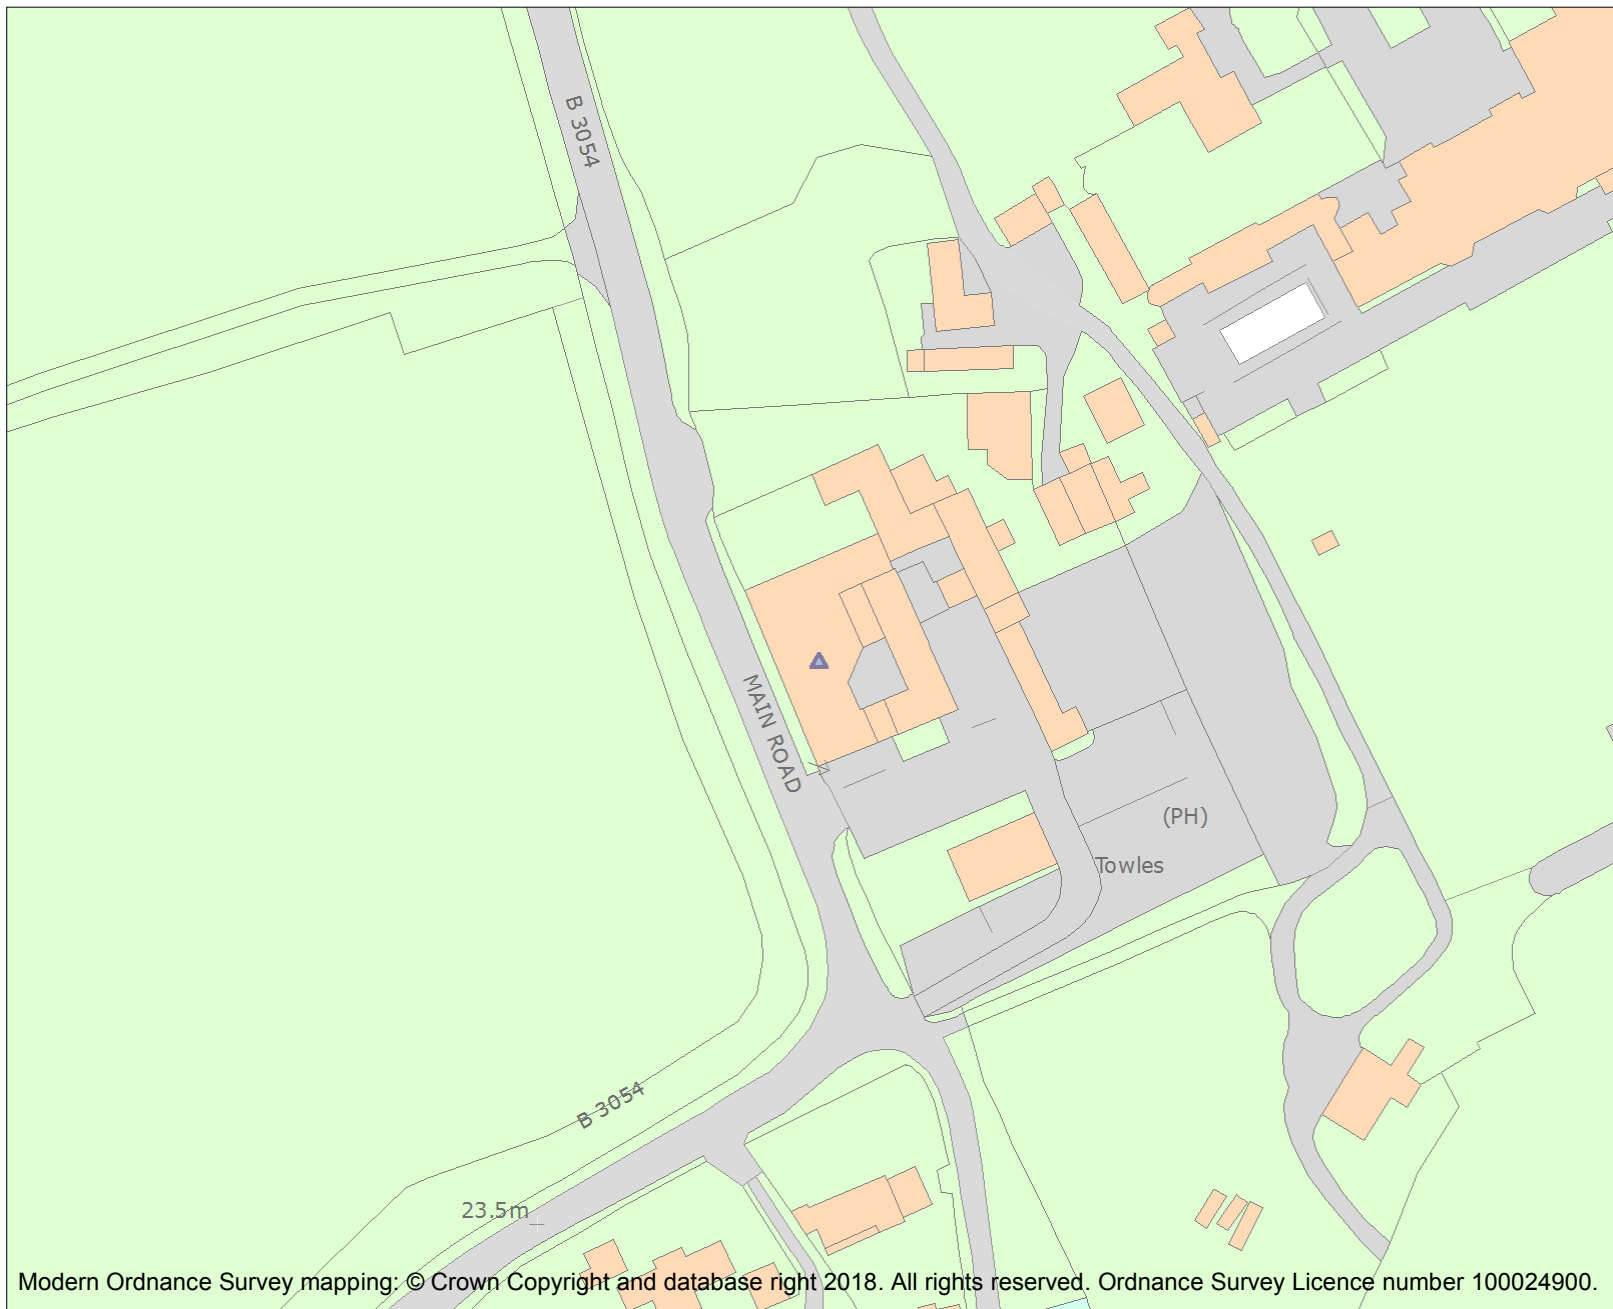 B 3054
MAIN ROAD
(PH)
Towles
B 3054
23.5m
Modern Ordnance Survey mapping: © Crown Copyright and database right 2018. All rights reserved. Ordnance Survey Licence number 100024900.